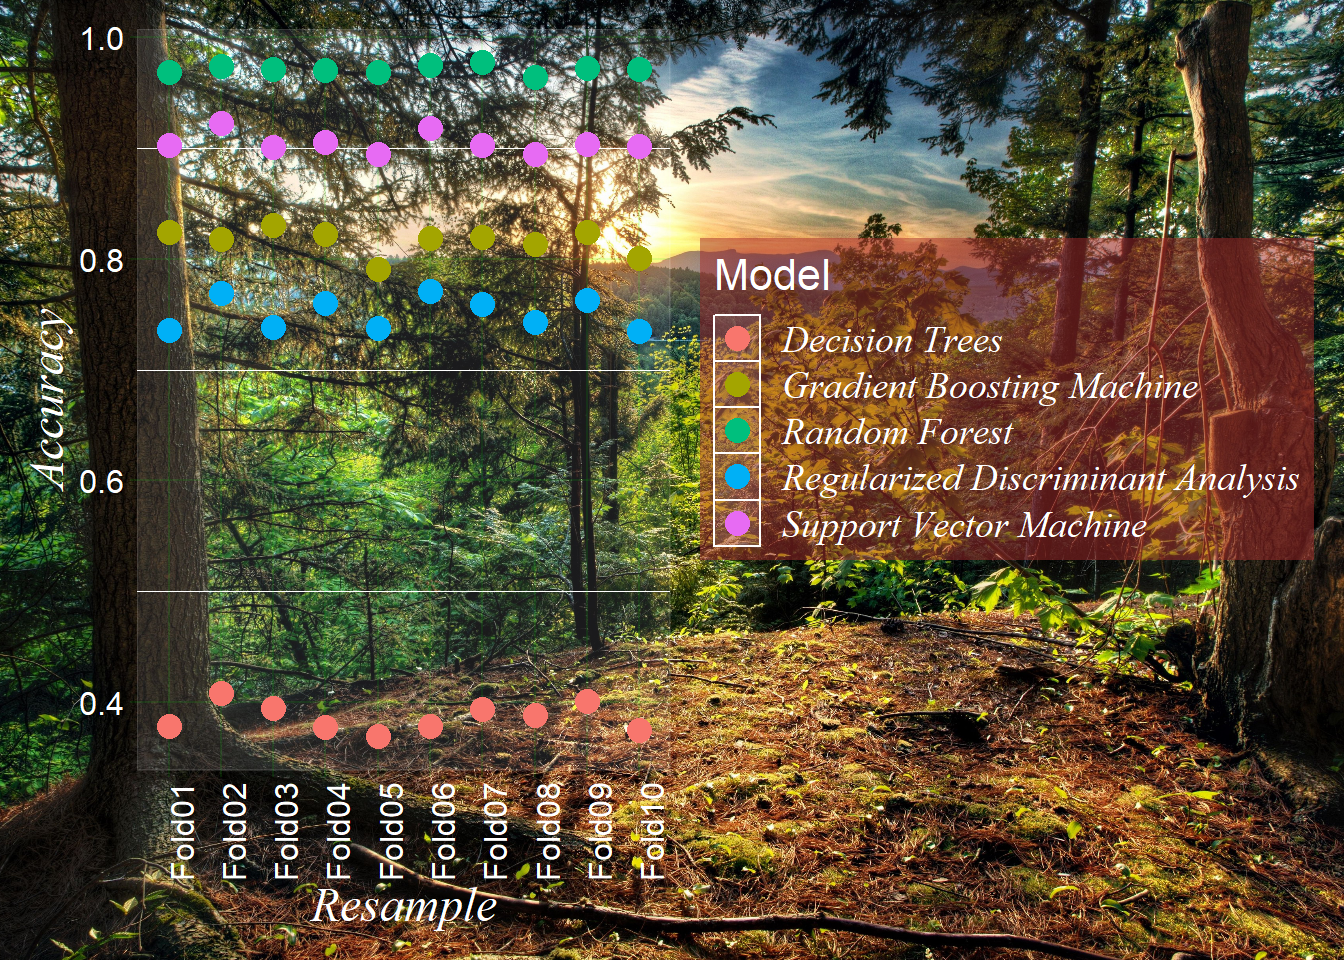 1.0
0.8
0.6
0.4
Accuracy
Fold01
Fold02
Fold03
Fold04
Fold05
Fold06
Fold07
Fold08
Fold09
Fold10
Resample
Model
Decision Trees
Gradient Boosting Machine
Random Forest
Regularized Discriminant Analysis
Support Vector Machine